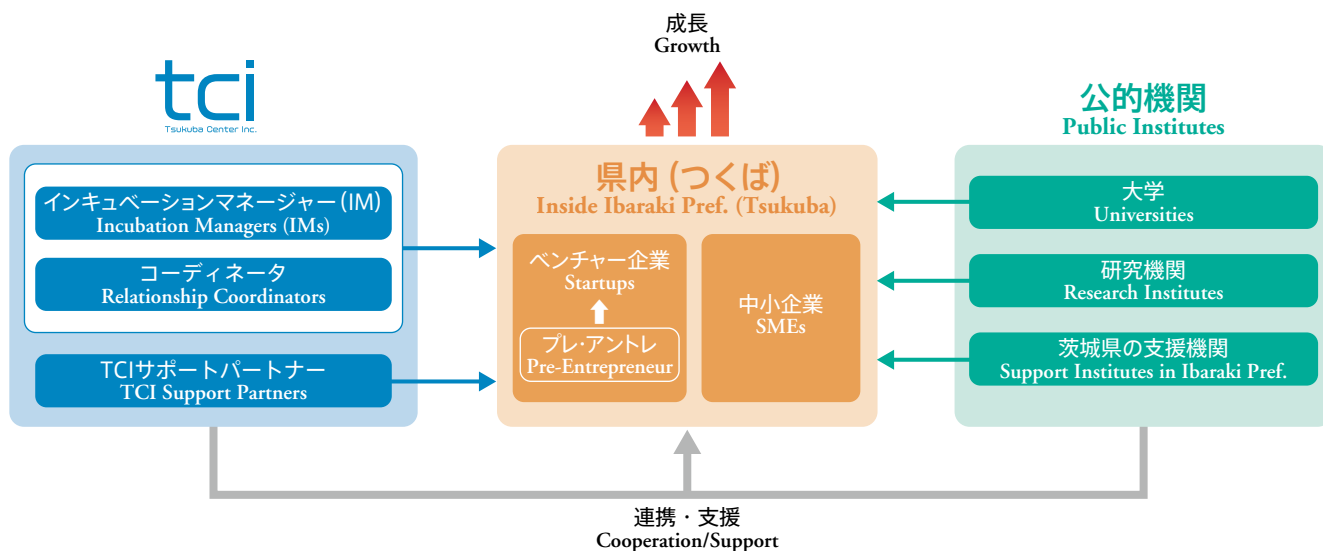 成長
Growth
tci
Tsukuba Center Inc.
インキュベーションマネージャー(IM)
Incubation Managers (IMs)
コーディネータ
Relationship Coordinators
TCIサポートパートナー
TCI Support Partners
県内 (つくば)
Inside Ibaraki Pref. (Tsukuba)
ベンチャー企業
Startups
プレ・アントレ
Pre-Entrepreneur
中小企業
SMEs
公的機関
Public Institutes
大学
Universities
研究機関
Research Institutes
茨城県の支援機関
Support Institutes in Ibaraki Pref.
連携・支援
Cooperation/Support